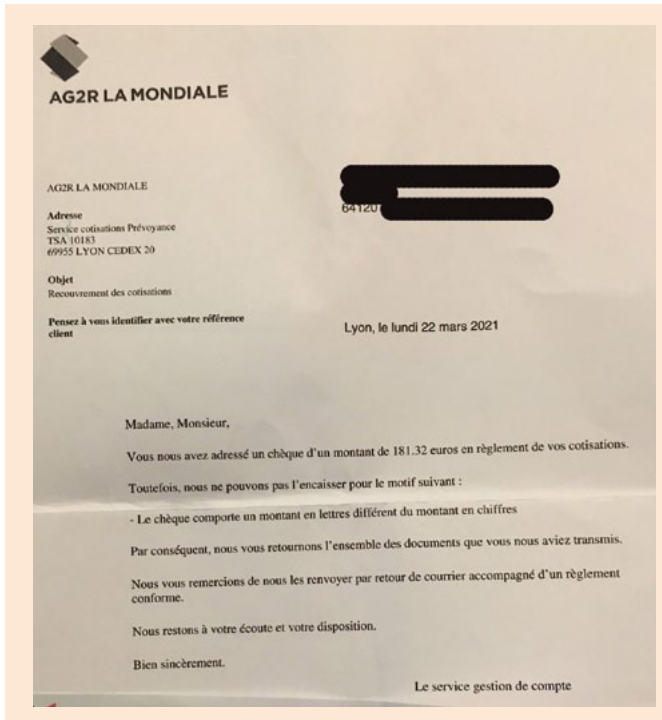 AG2R LA MONDIALE
AG2R LA MONDIALE
Adresse
Service cotisations Prévoyance
TSA 10183
69955 LYON CEDEX 20
Objet
Recouvrement des cotisations
Pensez à vous identifier avec votre référence
client
64120
Lyon, le lundi 22 mars 2021
Madame, Monsieur,
Vous nous avez adressé un chèque d'un montant de 181.32 euros en règlement de vos cotisations.
Toutefois, nous ne pouvons pas l'encaisser pour le motif suivant :
- Le chèque comporte un montant en lettres différent du montant en chiffres
Par conséquent, nous vous retournons l'ensemble des documents que vous nous aviez transmis.
Nous vous remercions de nous les renvoyer par retour de courrier accompagné d'un règlement
conforme.
Nous restons à votre écoute et votre disposition.
Bien sincèrement.
Le service gestion de compte